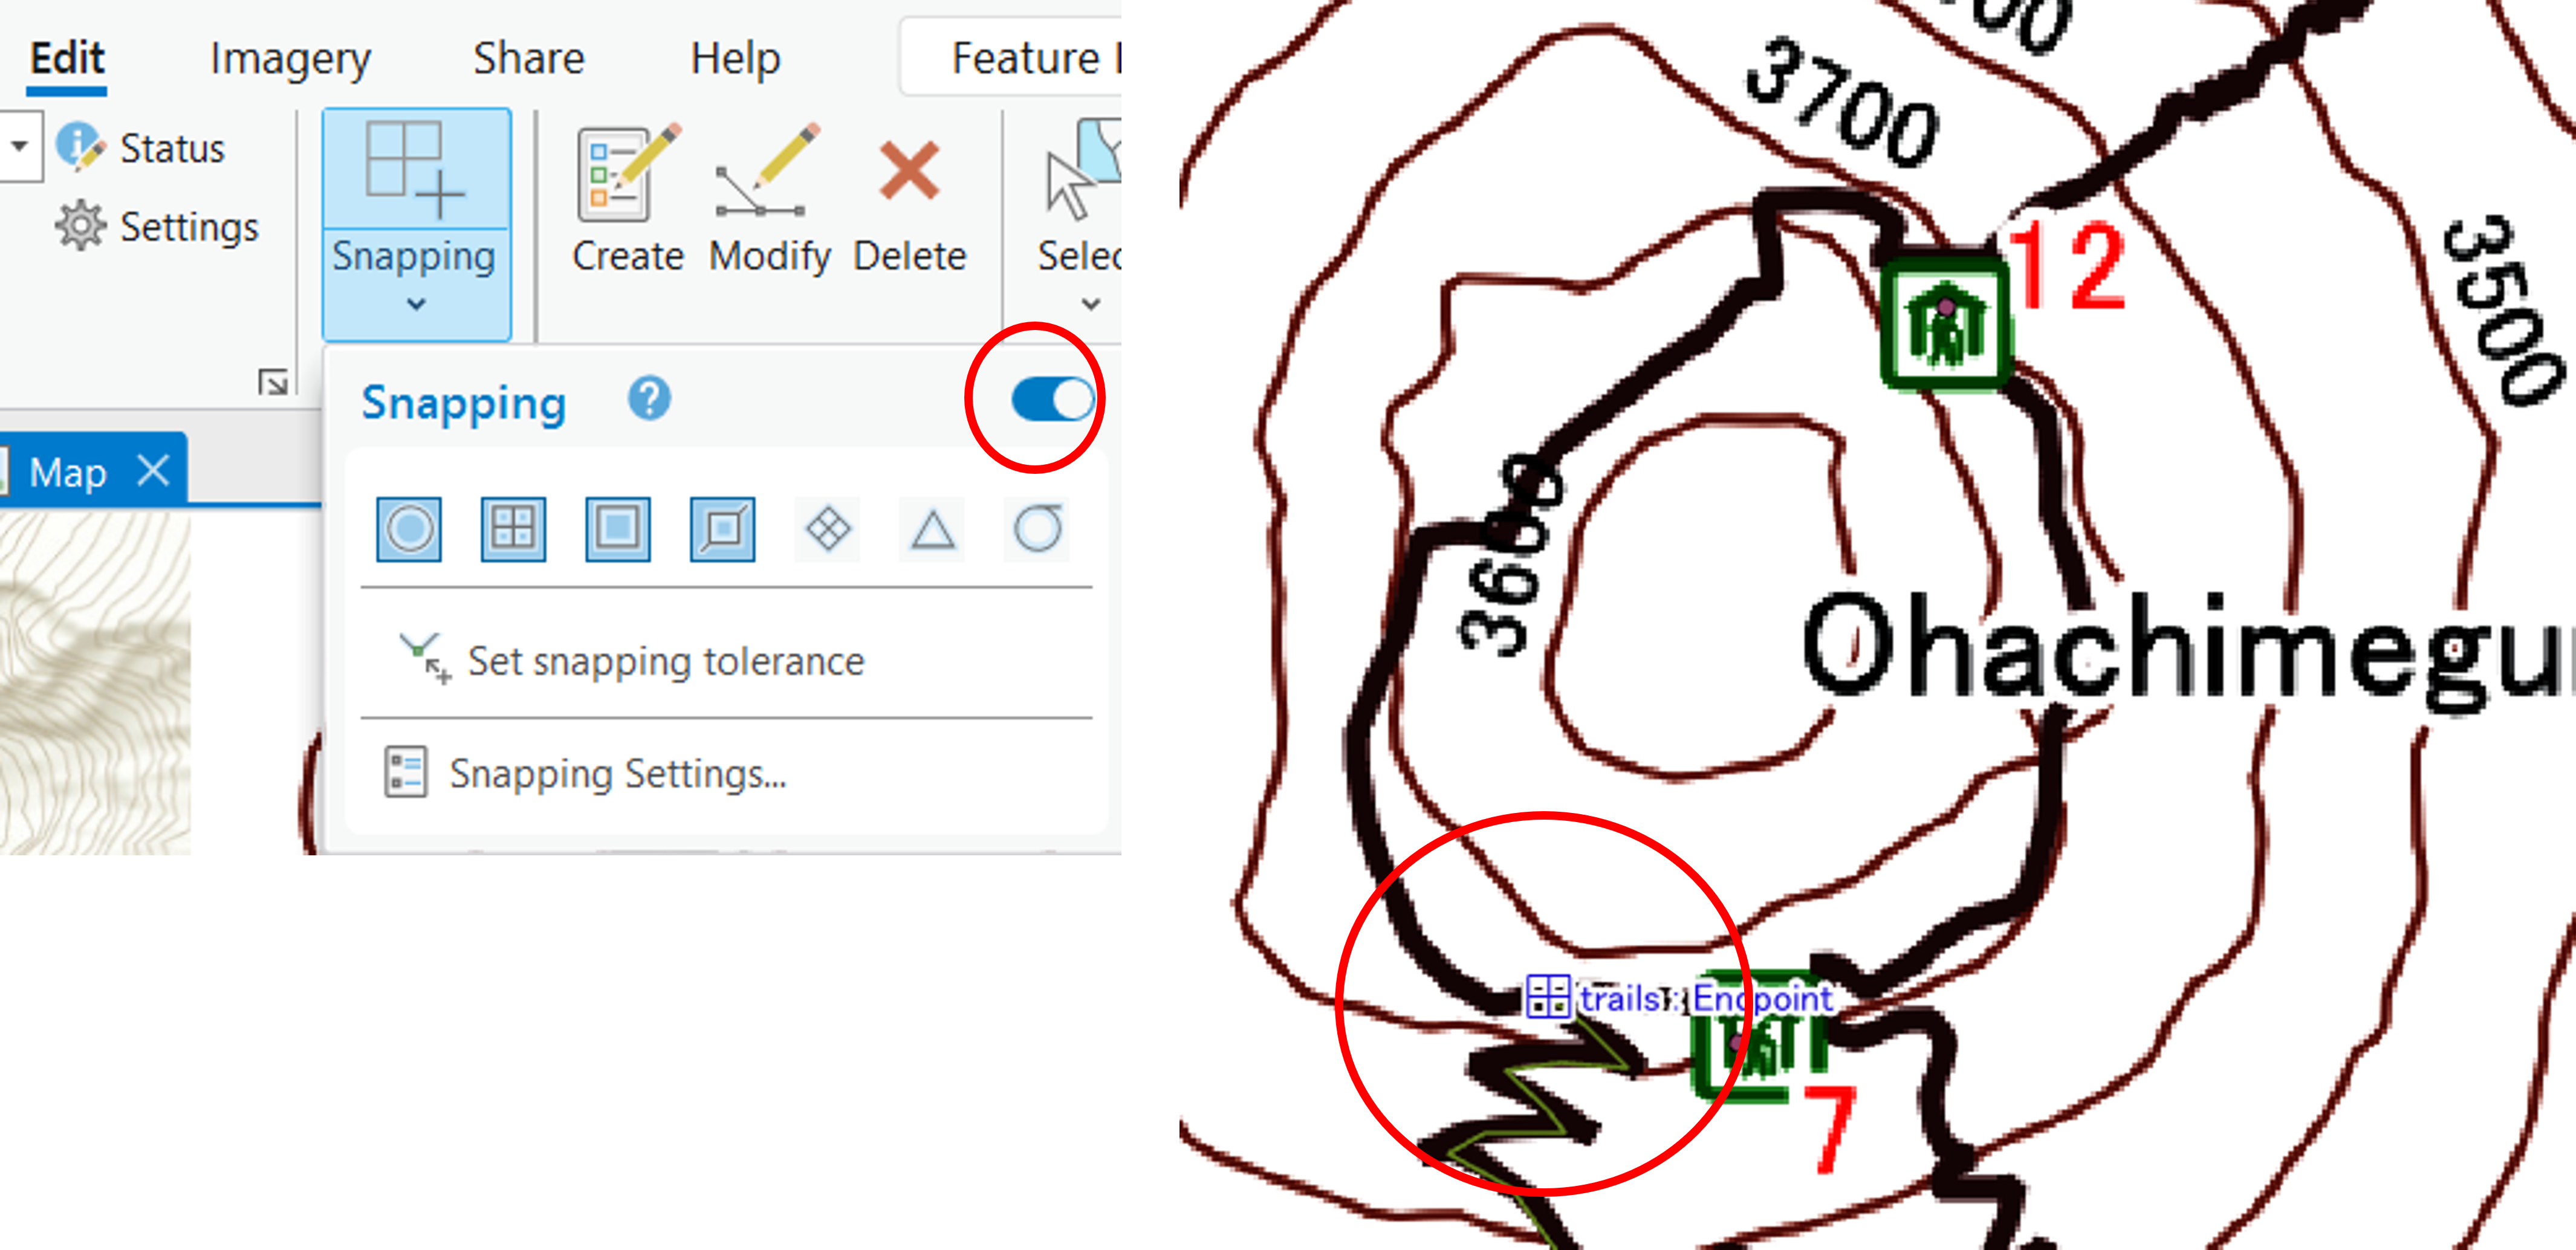 Edit Imagery Share Help Feature
Status
Settings
Snapping
Create Modify Delete Selec
Snapping ?
Map
Set snapping tolerance
Snapping Settings...
3700
12
3500
3600
Ohachimegu
trails: Endpoint
7